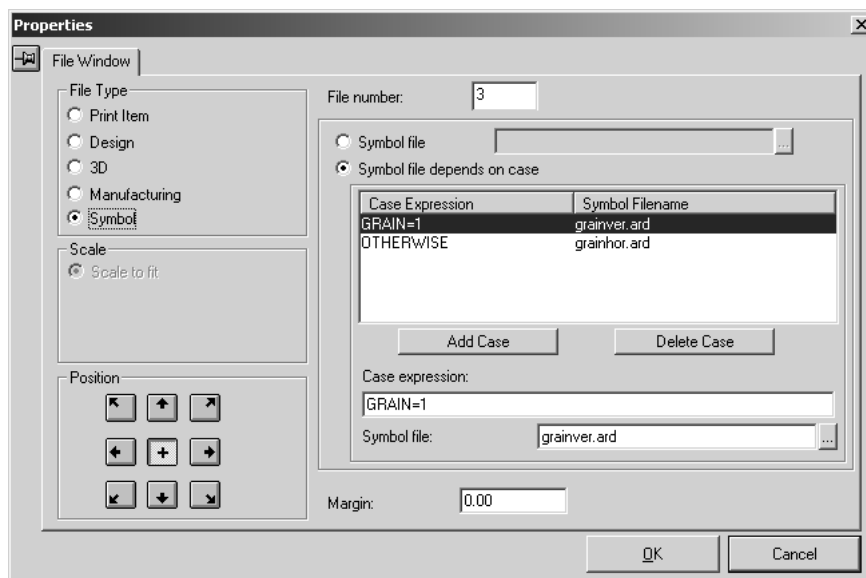 Properties
File Window
File Type
Print Item
Design
3D
Manufacturing
Symbol
Scale
Scale to fit
Position
File number: 3
Symbol file ...
Symbol file depends on case
Case Expression Symbol Filename
GRAIN=1 grainver.ard
OTHERWISE grainhor.ard
Add Case Delete Case
Case expression:
GRAIN=1
Symbol file: grainver.ard ...
Margin: 0.00
OK Cancel